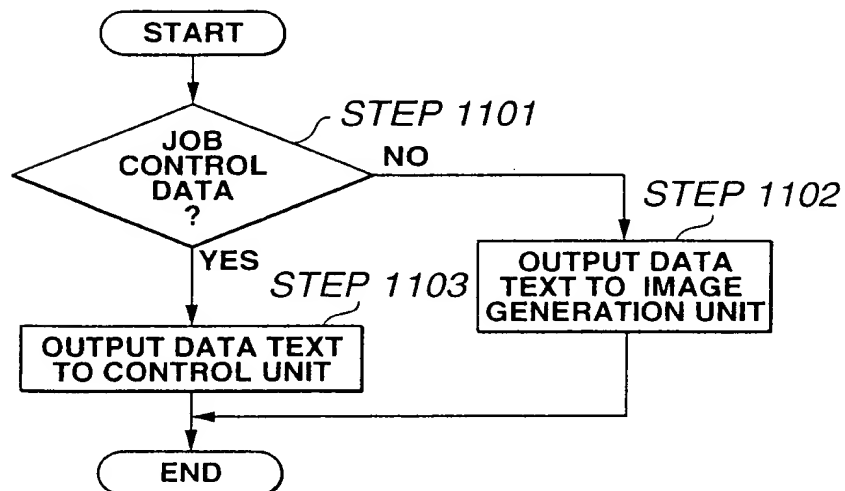 START
STEP 1101
JOB
CONTROL
DATA
?
NO
STEP 1102
YES
OUTPUT DATA
TEXT TO IMAGE
GENERATION UNIT
STEP 1103
OUTPUT DATA TEXT
TO CONTROL UNIT
END